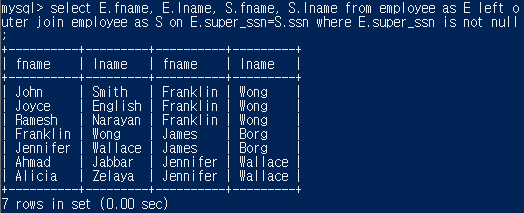 mysql> select E.fname, E.lname, S.fname, S.lname from employee as E left o
uter join employee as S on E.super_ssn=S.ssn where E.super_ssn is not null
;
+----------+---------+----------+---------+
| fname    | lname   | fname    | lname   |
+----------+---------+----------+---------+
| John     | Smith   | Franklin | Wong    |
| Joyce    | English | Franklin | Wong    |
| Ramesh   | Narayan | Franklin | Wong    |
| Franklin | Wong    | James    | Borg    |
| Jennifer | Wallace | James    | Borg    |
| Ahmad    | Jabbar  | Jennifer | Wallace |
| Alicia   | Zelaya  | Jennifer | Wallace |
+----------+---------+----------+---------+
7 rows in set (0.00 sec)